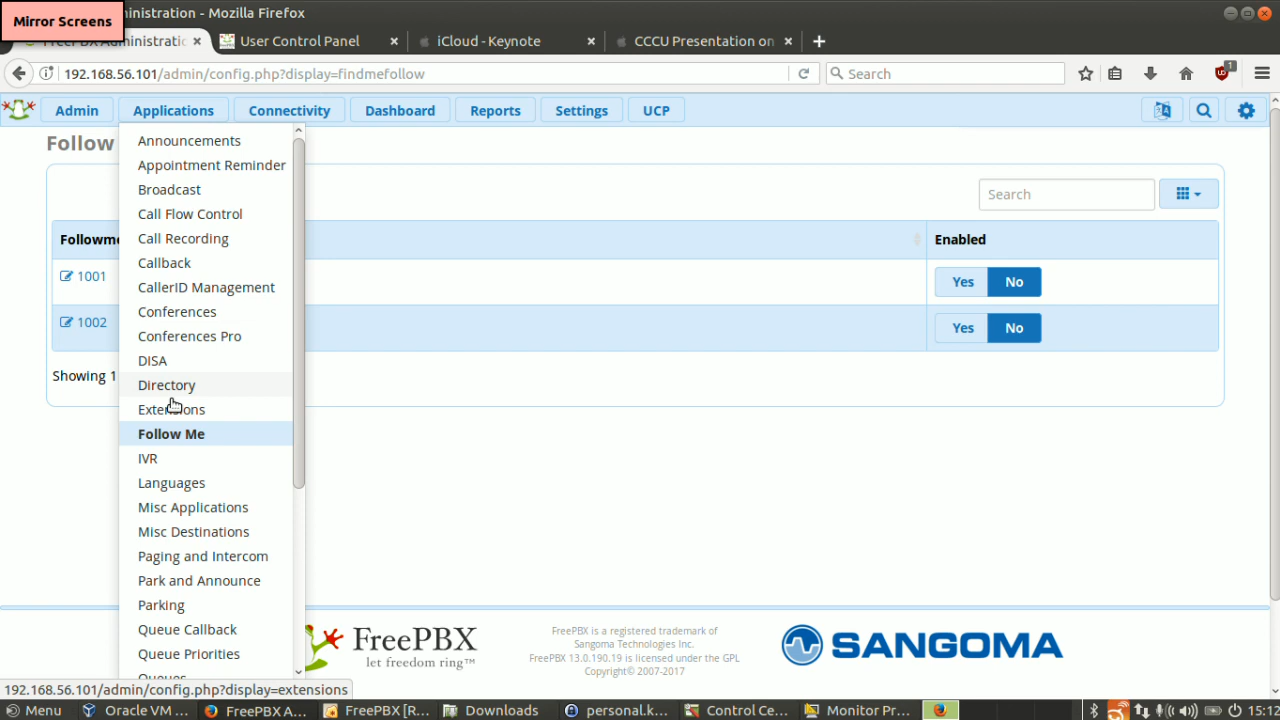 Mirror Screens
ministration - Mozilla Firefox
FreePBX Administratic
User Control Panel
iCloud - Keynote
CCCU Presentation on
192.168.56.101/admin/config.php?display=findmefollow
Search
1
Admin
Applications
Connectivity
Dashboard
Reports
Settings
UCP
Follow
Announcements
Appointment Reminder
Broadcast
Call Flow Control
Call Recording
Callback
CallerID Management
Conferences
Conferences Pro
DISA
Directory
Extensions
Follow Me
IVR
Languages
Misc Applications
Misc Destinations
Paging and Intercom
Park and Announce
Parking
Queue Callback
Queue Priorities
Queues
Search
Followme
Enabled
1001
Yes No
1002
Yes No
Showing 1
FreePBX
let freedom ring™
FreePBX is a registered trademark of
Sangoma Technologies Inc.
FreePBX 13.0.190.19 is licensed under the GPL
Copyright© 2007-2017
SANGOMA
192.168.56.101/admin/config.php?display=extensions
Menu
Oracle VM ...
FreePBX A...
FreePBX [R...
Downloads
personal.k...
Control Ce...
Monitor Pr...
15:12